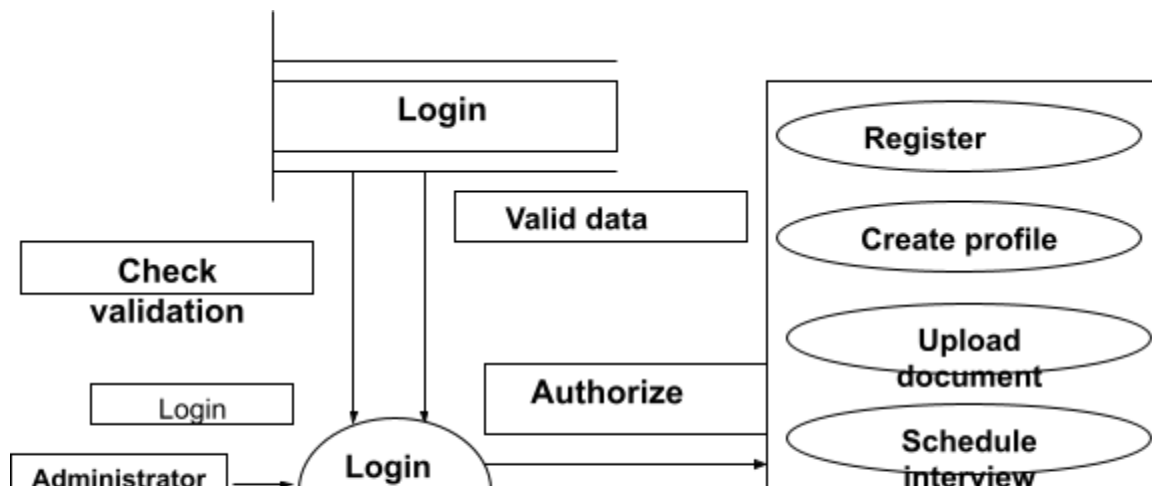 Login
Register
Valid data
Create profile
Check
validation
Upload
document
Authorize
Login
Schedule
interview
Login
Administrator